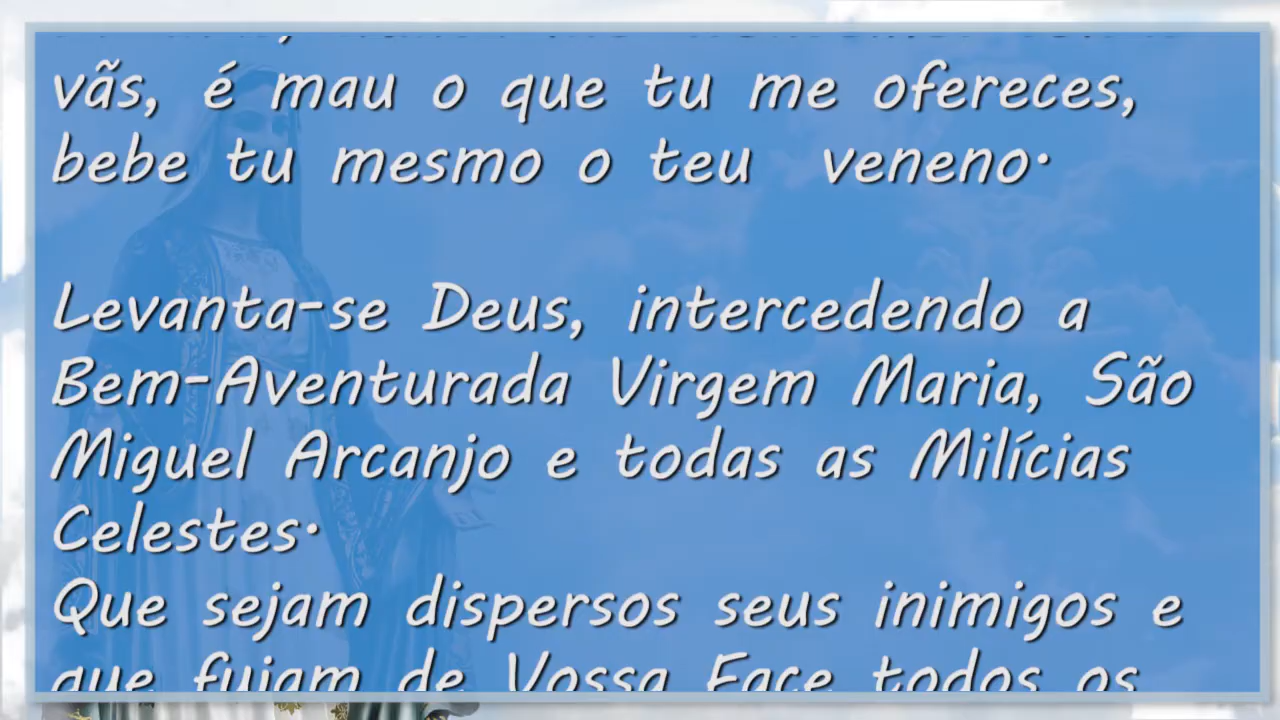 vãs, é mau o que tu me ofereces,
bebe tu mesmo o teu veneno.
Levanta-se Deus, intercedendo a
Bem-Aventurada Virgem Maria, São
Miguel Arcanjo e todas as Milícias
Celestes.
Que sejam dispersos seus inimigos e
que fujam de Vossa Face todos os